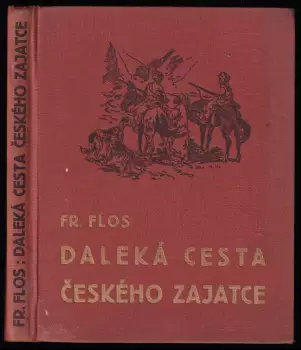 FR. FLOS : DALEKÁ CESTA ČESKÉHO ZAJATCE
FR. FLOS
DALEKÁ CESTA
ČESKÉHO ZAJATCE